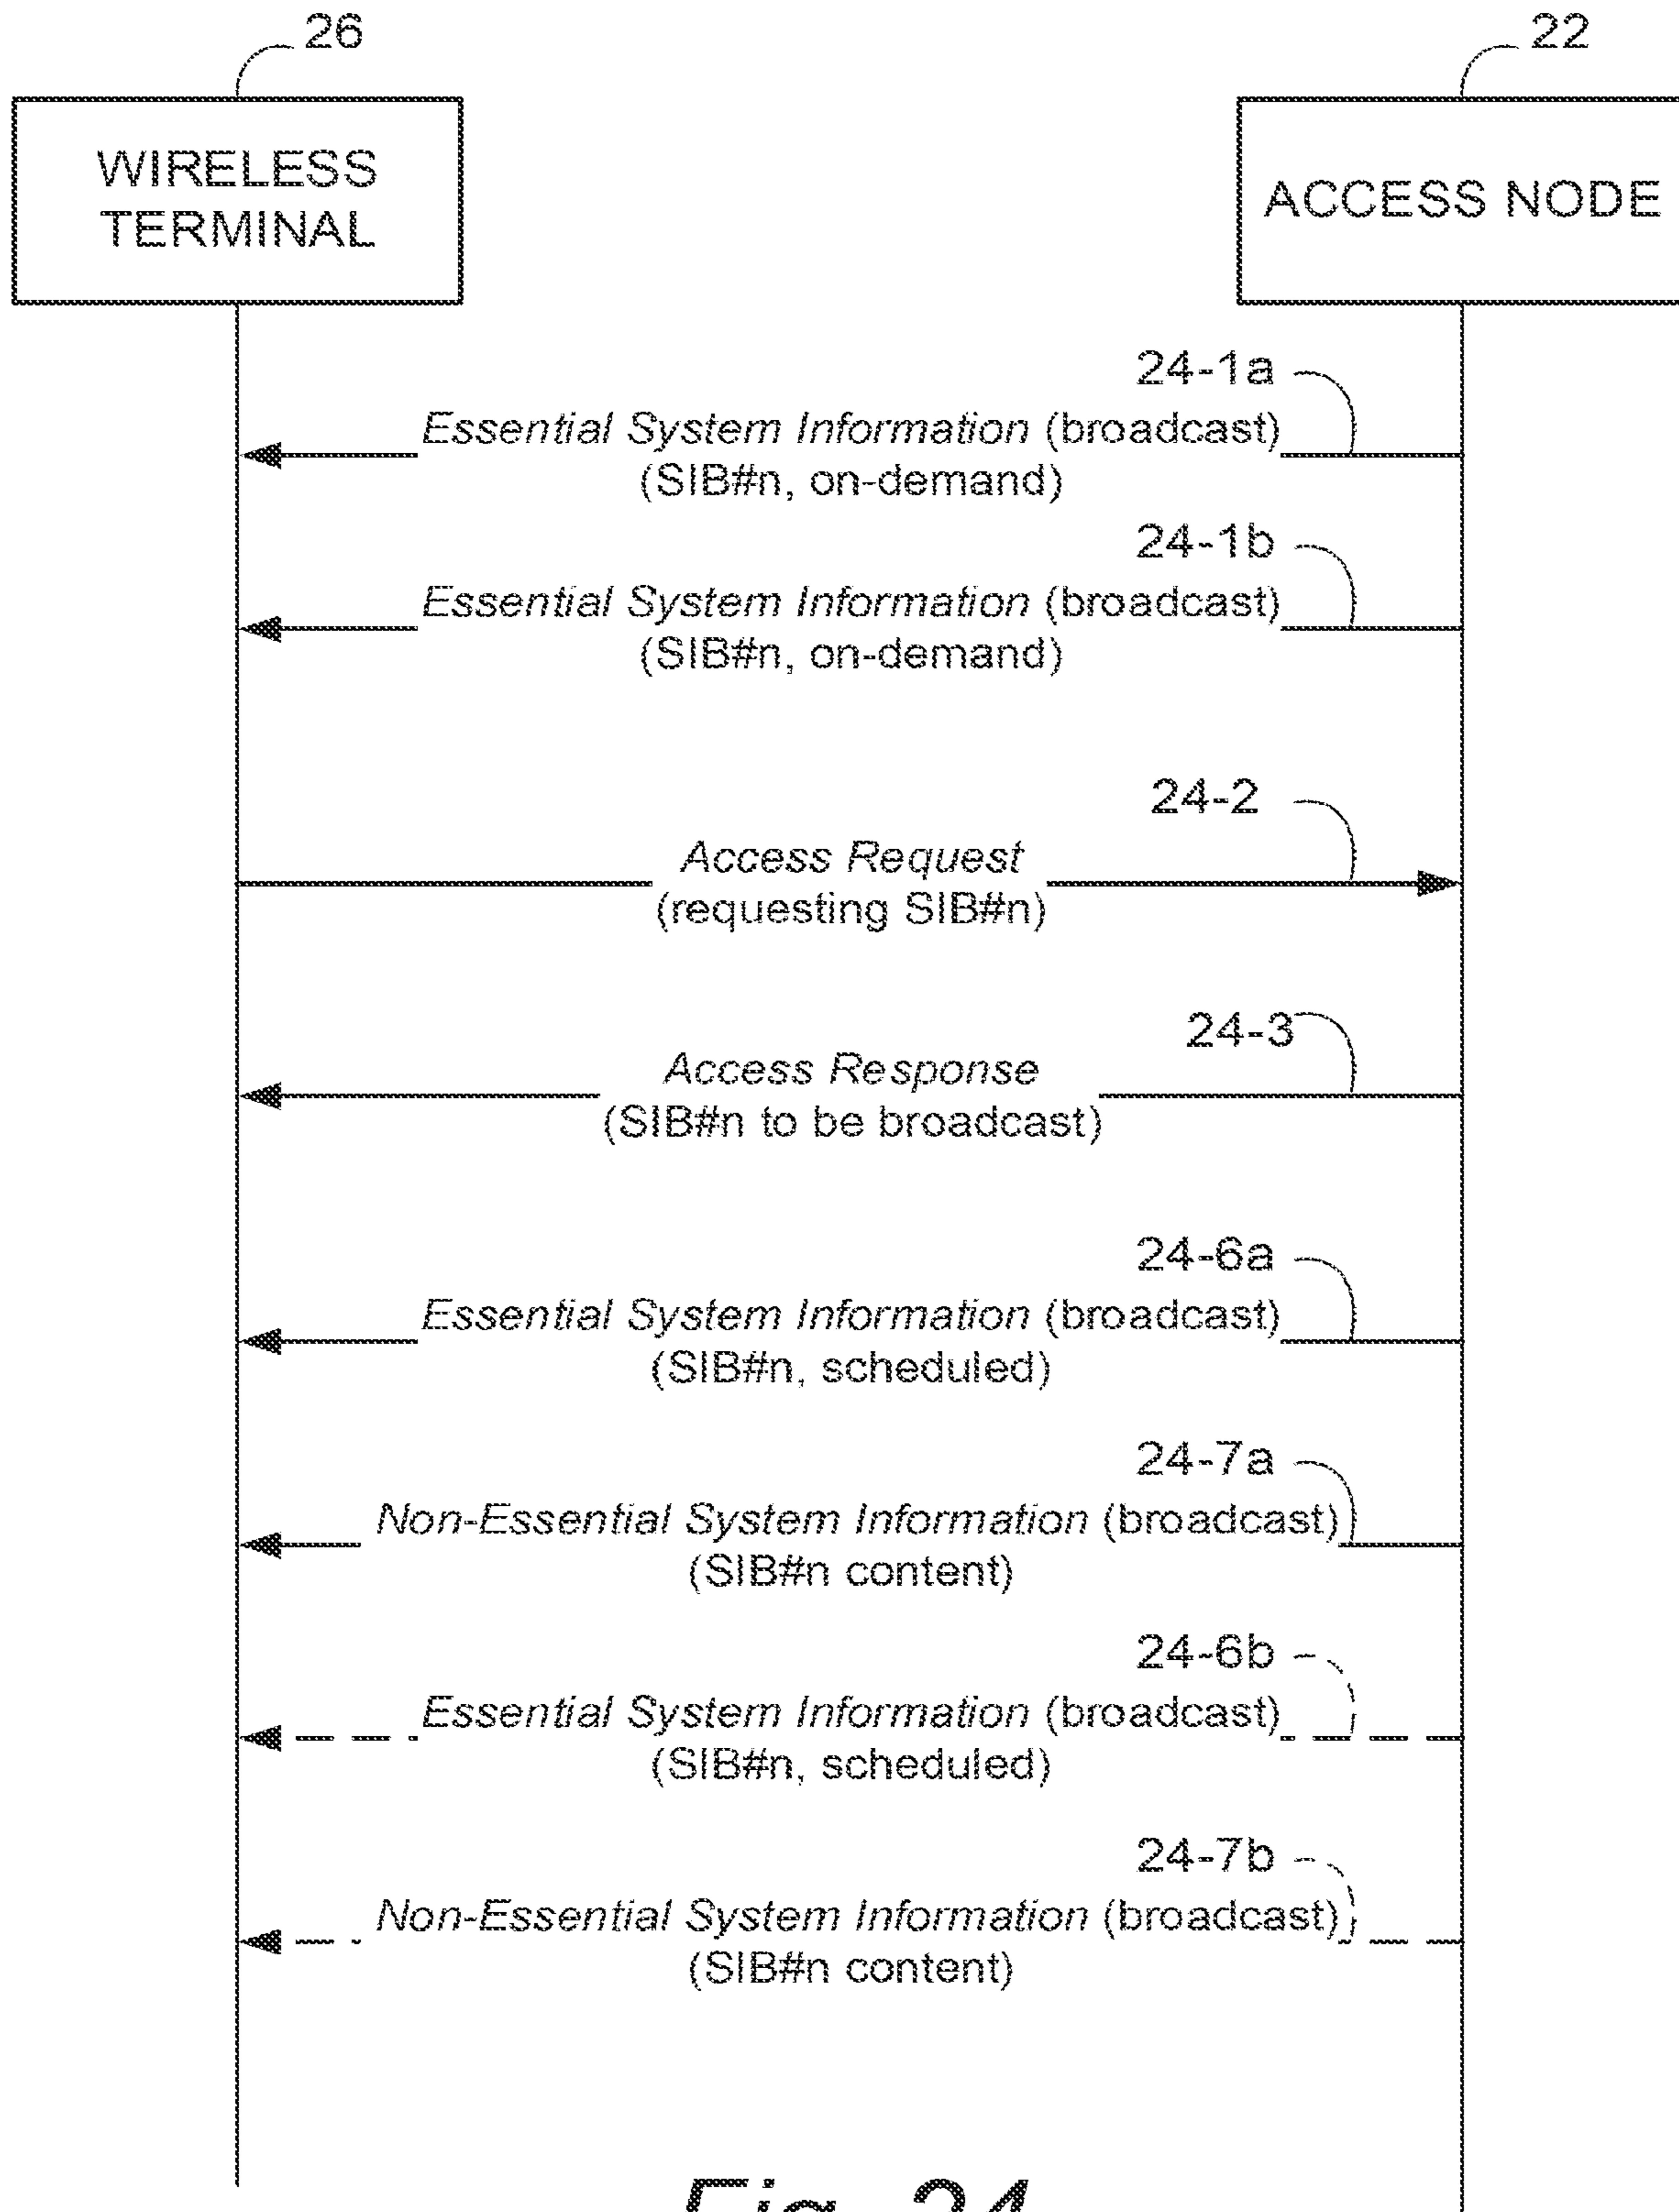 26
22
WIRELESS
TERMINAL
ACCESS NODE
24-1a
Essential System Information (broadcast)
(SIB#n, on-demand)
24-1b
Essential System Information (broadcast)
(SIB#n, on-demand)
24-2
Access Request
(requesting SIB#n)
24-3
Access Response
(SIB#n to be broadcast)
24-6a
Essential System Information (broadcast)
(SIB#n, scheduled)
24-7a
Non-Essential System Information (broadcast)
(SIB#n content)
24-6b
Essential System Information (broadcast)
(SIB#n, scheduled)
24-7b
Non-Essential System Information (broadcast)
(SIB#n content)
Fig. 24